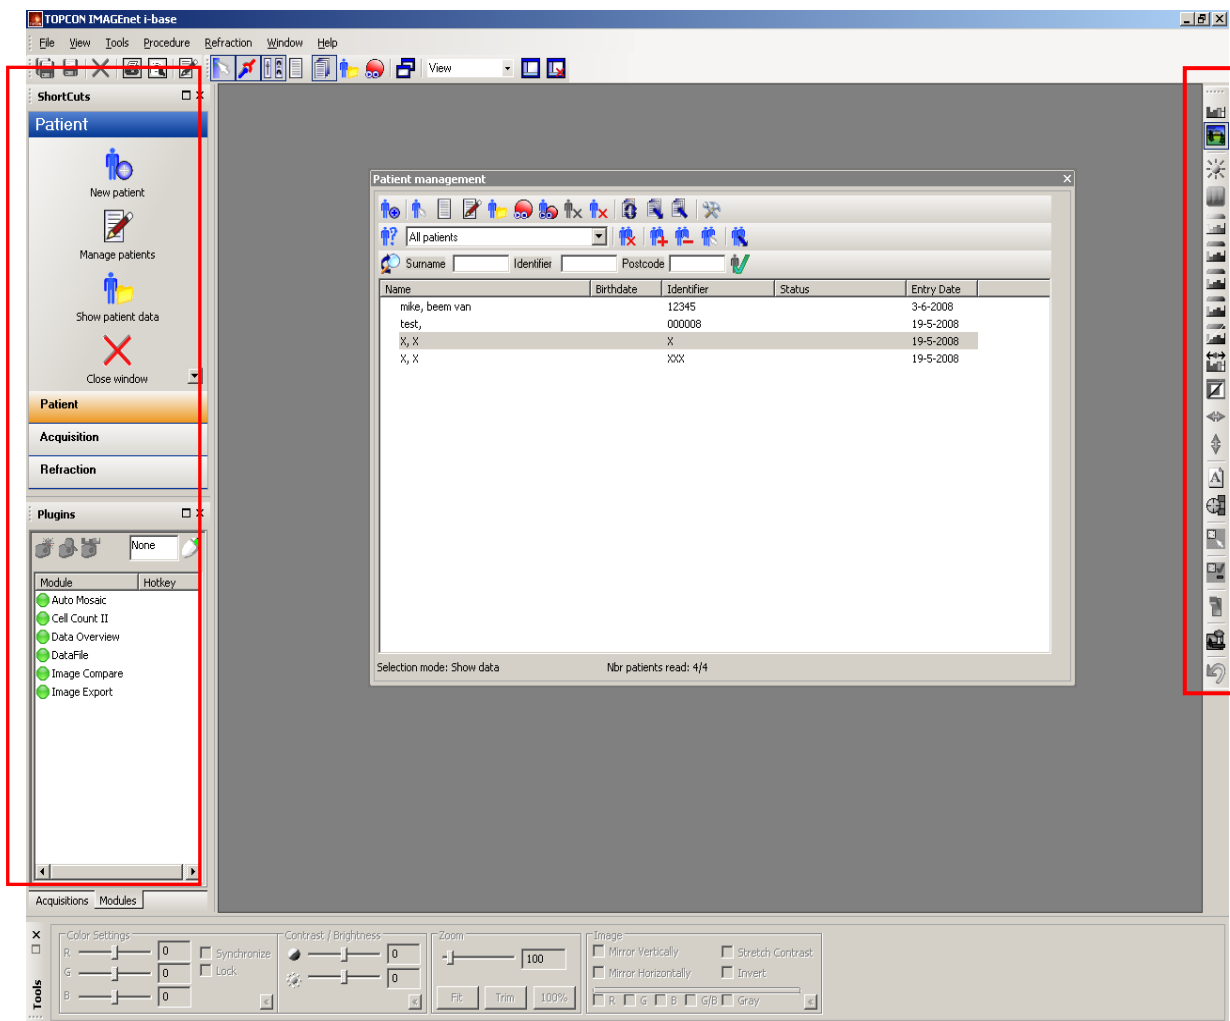 TOPCON IMAGEnet i-base
File View Tools Procedure Refraction Window Help
View
ShortCuts
Patient
New patient
Manage patients
Show patient data
Close window
Patient
Acquisition
Refraction
Plugins
None
Module Hotkey
Auto Mosaic
Cell Count II
Data Overview
DataFile
Image Compare
Image Export
Acquisitions Modules
Patient management
All patients
Surname Identifier Postcode
Name Birthdate Identifier Status Entry Date
mike, beem van 12345 3-6-2008
test, 000008 19-5-2008
X, X X 19-5-2008
X, X XXX 19-5-2008
Selection mode: Show data Nbr patients read: 4/4
Tools
Color Settings
R 0 Synchronize
G 0 Lock
B 0
Contrast / Brightness
0
0
Zoom
100
Fit Trim 100%
Image
Mirror Vertically Stretch Contrast
Mirror Horizontally Invert
R G B G/B Gray